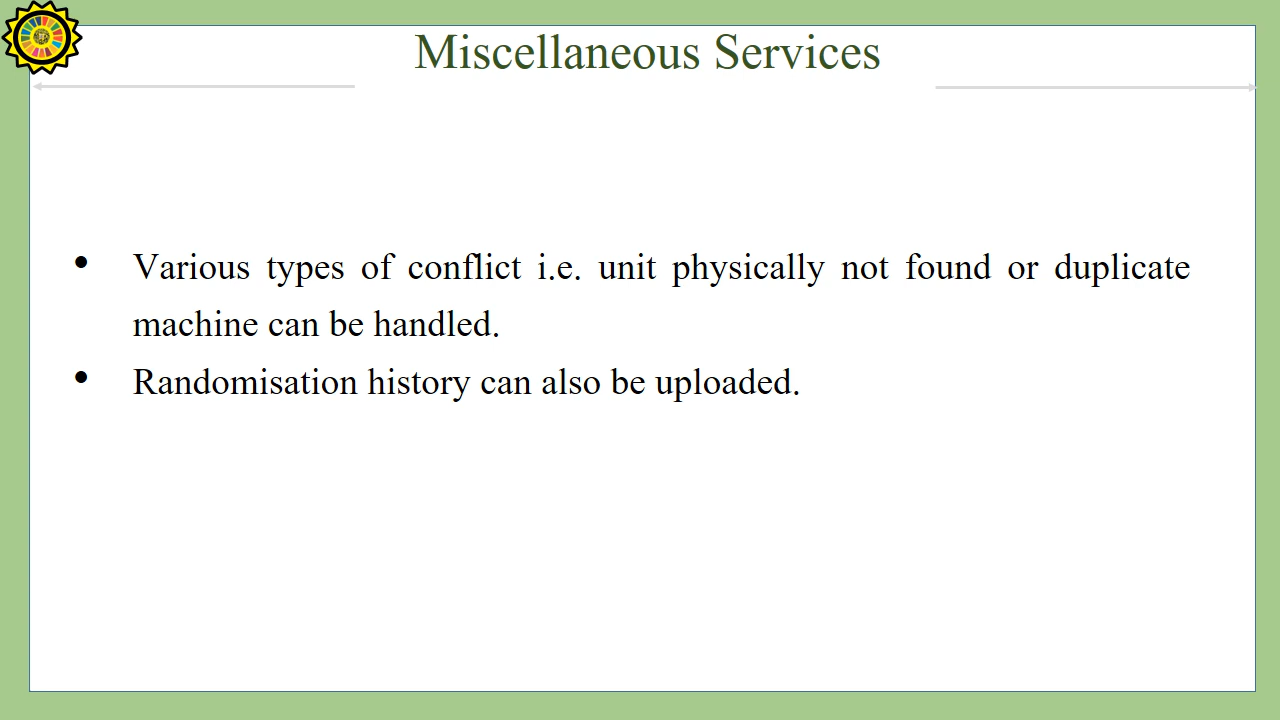 Miscellaneous Services
• Various types of conflict i.e. unit physically not found or duplicate
machine can be handled.
• Randomisation history can also be uploaded.